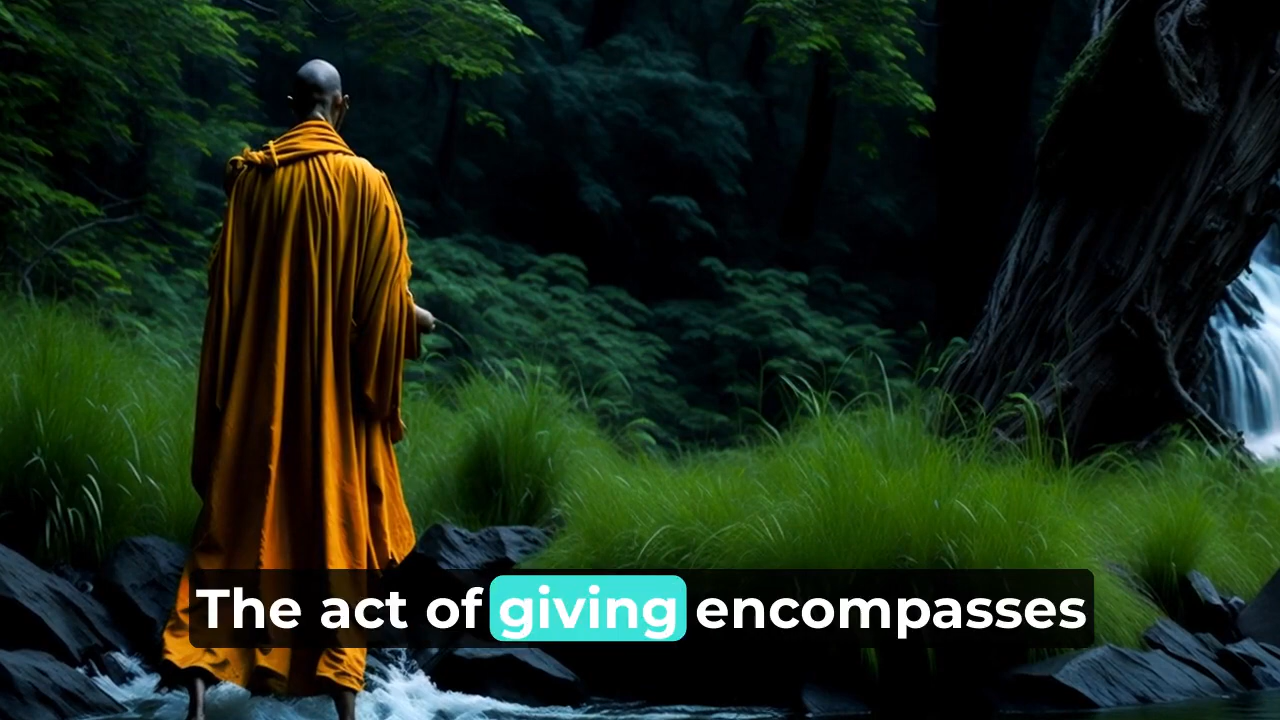 The act of giving encompasses